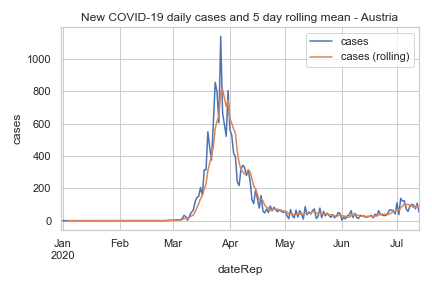 New COVID-19 daily cases and 5 day rolling mean - Austria
cases
cases (rolling)
1000
800
600
400
200
0
cases
Jan Feb Mar Apr May Jun Jul
2020
dateRep